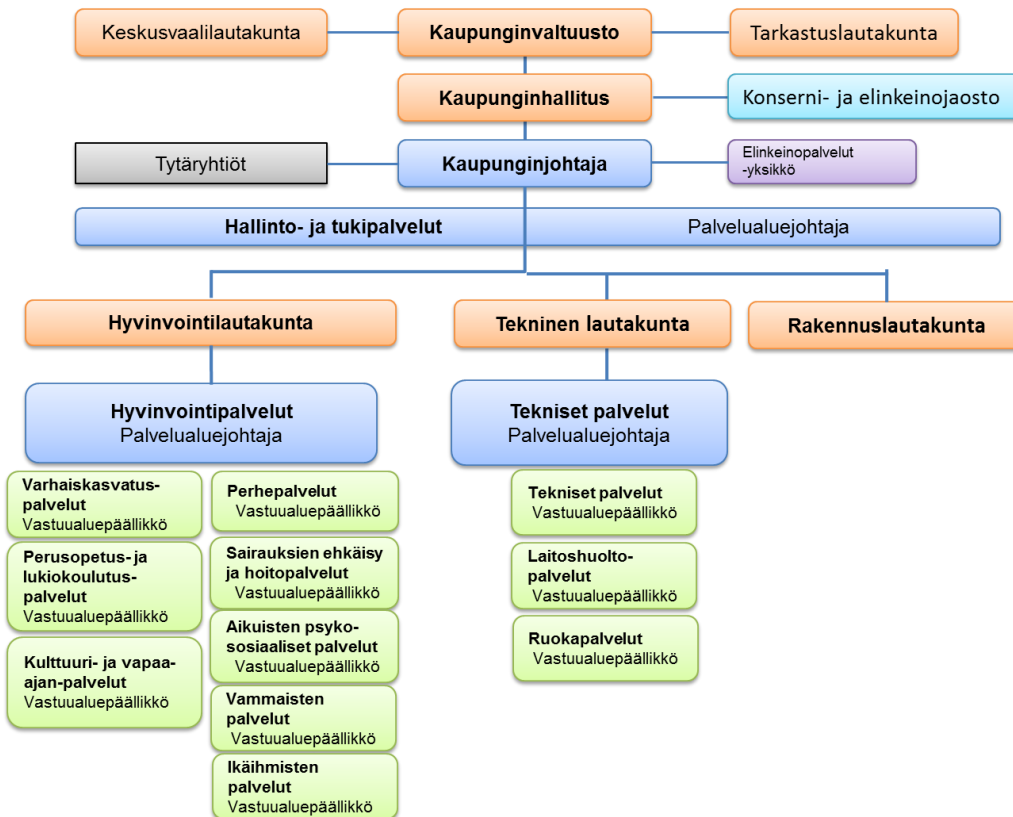 Keskusvaalilautakunta
Kaupunginvaltuusto
Tarkastuslautakunta
Kaupunginhallitus
Konserni- ja elinkeinojaosto
Tytäryhtiöt
Kaupunginjohtaja
Elinkeinopalvelut
-yksikkö
Hallinto- ja tukipalvelut
Palvelualuejohtaja
Hyvinvointilautakunta
Tekninen lautakunta
Rakennuslautakunta
Hyvinvointipalvelut
Palvelualuejohtaja
Tekniset palvelut
Palvelualuejohtaja
Varhaiskasvatus-
palvelut
Vastuualuepäällikkö
Perusopetus- ja
lukiokoulutus-
palvelut
Vastuualuepäällikkö
Kulttuuri- ja vapaa-
ajan-palvelut
Vastuualuepäällikkö
Perhepalvelut
Vastuualuepäällikkö
Sairauksien ehkäisy
ja hoitopalvelut
Vastuualuepäällikkö
Aikuisten psyko-
sosiaaliset palvelut
Vastuualuepäällikkö
Vammaisten
palvelut
Vastuualuepäällikkö
Ikäihmisten
palvelut
Vastuualuepäällikkö
Tekniset palvelut
Vastuualuepäällikkö
Laitoshuolto-
palvelut
Vastuualuepäällikkö
Ruokapalvelut
Vastuualuepäällikkö